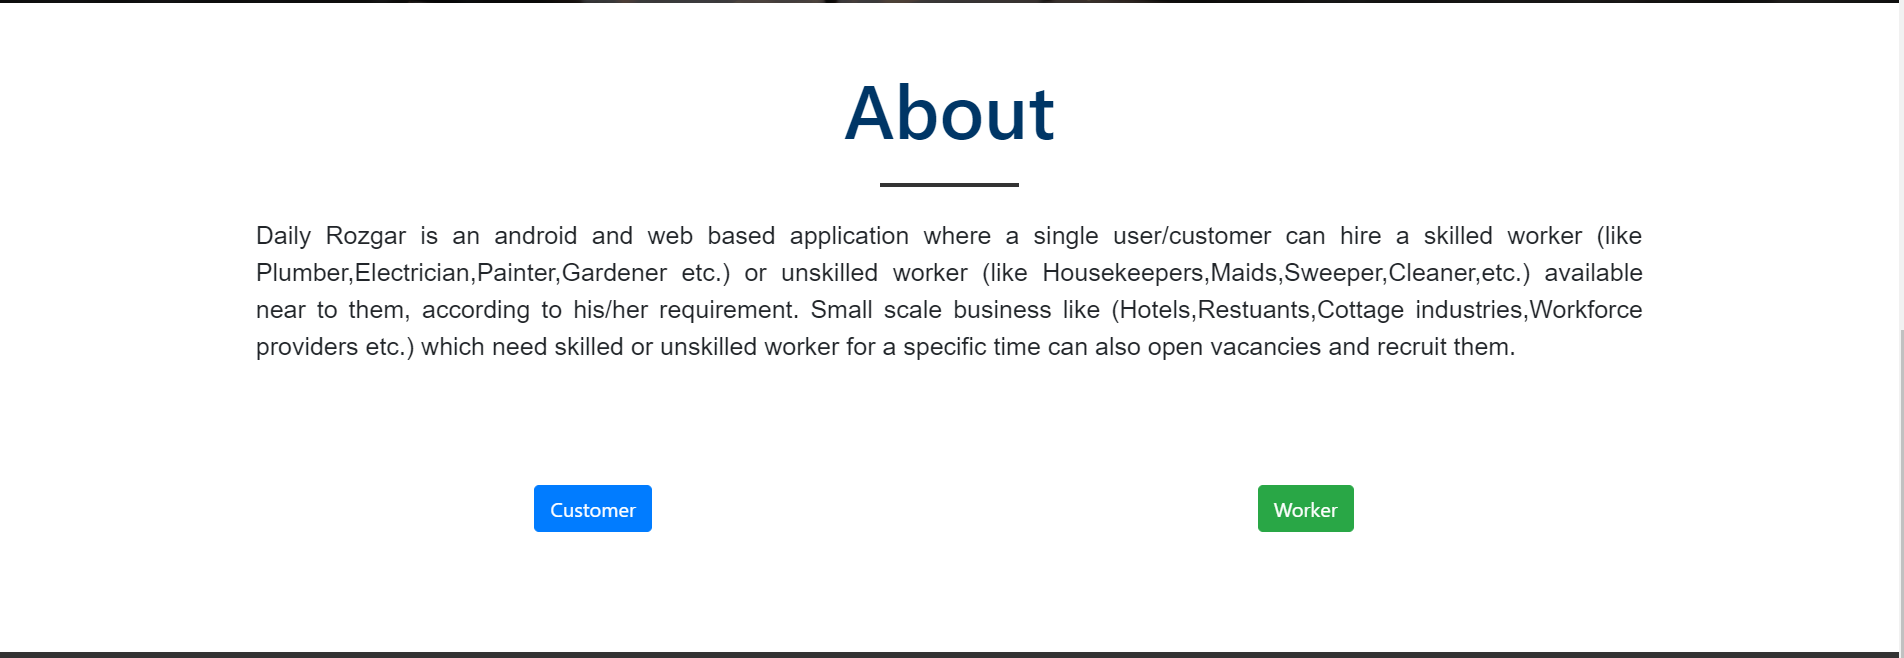 About
Daily Rozgar is an android and web based application where a single user/customer can hire a skilled worker (like
Plumber,Electrician,Painter,Gardener etc.) or unskilled worker (like Housekeepers,Maids,Sweeper,Cleaner,etc.) available
near to them, according to his/her requirement. Small scale business like (Hotels,Restuants,Cottage industries,Workforce
providers etc.) which need skilled or unskilled worker for a specific time can also open vacancies and recruit them.
Customer
Worker